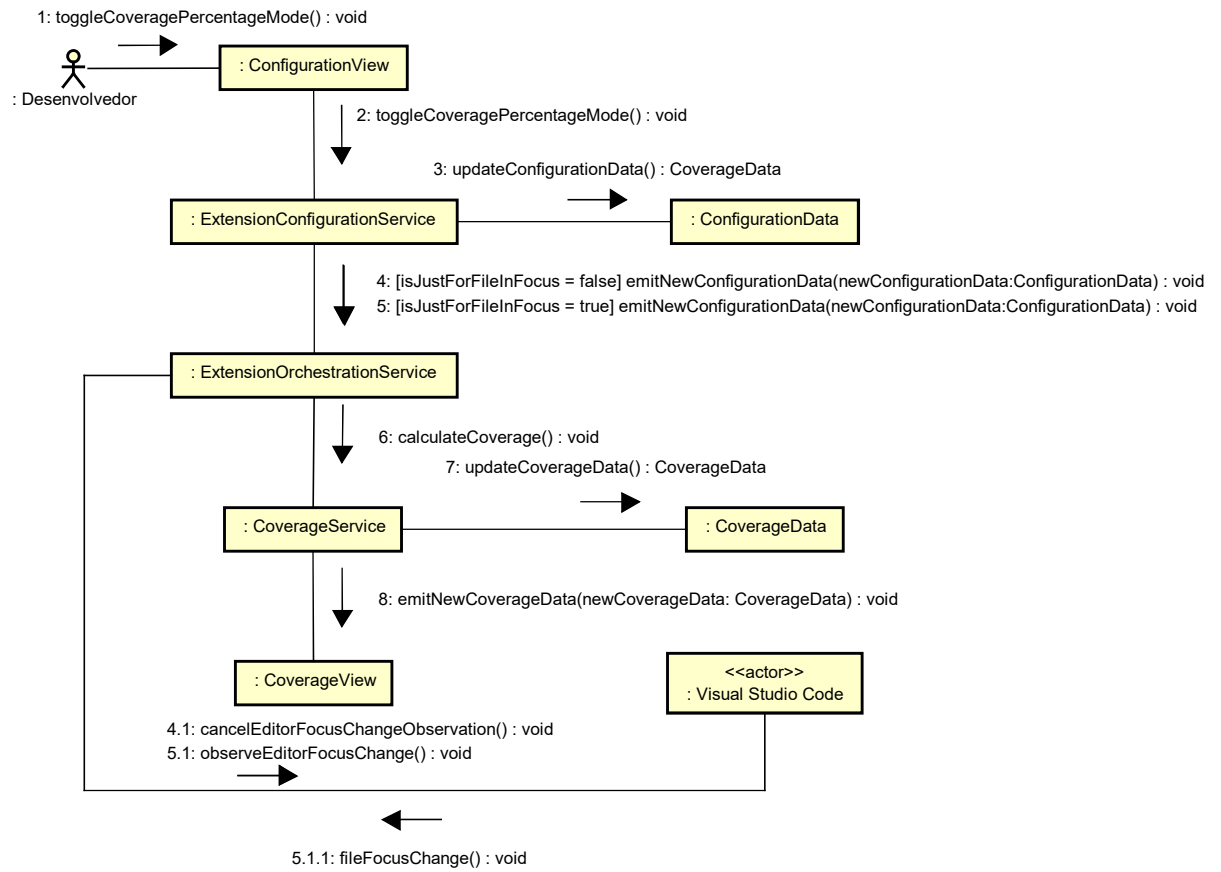 1: toggleCoveragePercentageMode() : void
: ConfigurationView
: Desenvolvedor
2: toggleCoveragePercentageMode() : void
3: updateConfigurationData() : CoverageData
: ExtensionConfigurationService
: ConfigurationData
4: [isJustForFileInFocus = false] emitNewConfigurationData(newConfigurationData:ConfigurationData) : void
5: [isJustForFileInFocus = true] emitNewConfigurationData(newConfigurationData:ConfigurationData) : void
: ExtensionOrchestrationService
6: calculateCoverage() : void
7: updateCoverageData() : CoverageData
: CoverageService
: CoverageData
8: emitNewCoverageData(newCoverageData: CoverageData) : void
: CoverageView
<<actor>>
: Visual Studio Code
4.1: cancelEditorFocusChangeObservation() : void
5.1: observeEditorFocusChange() : void
5.1.1: fileFocusChange() : void